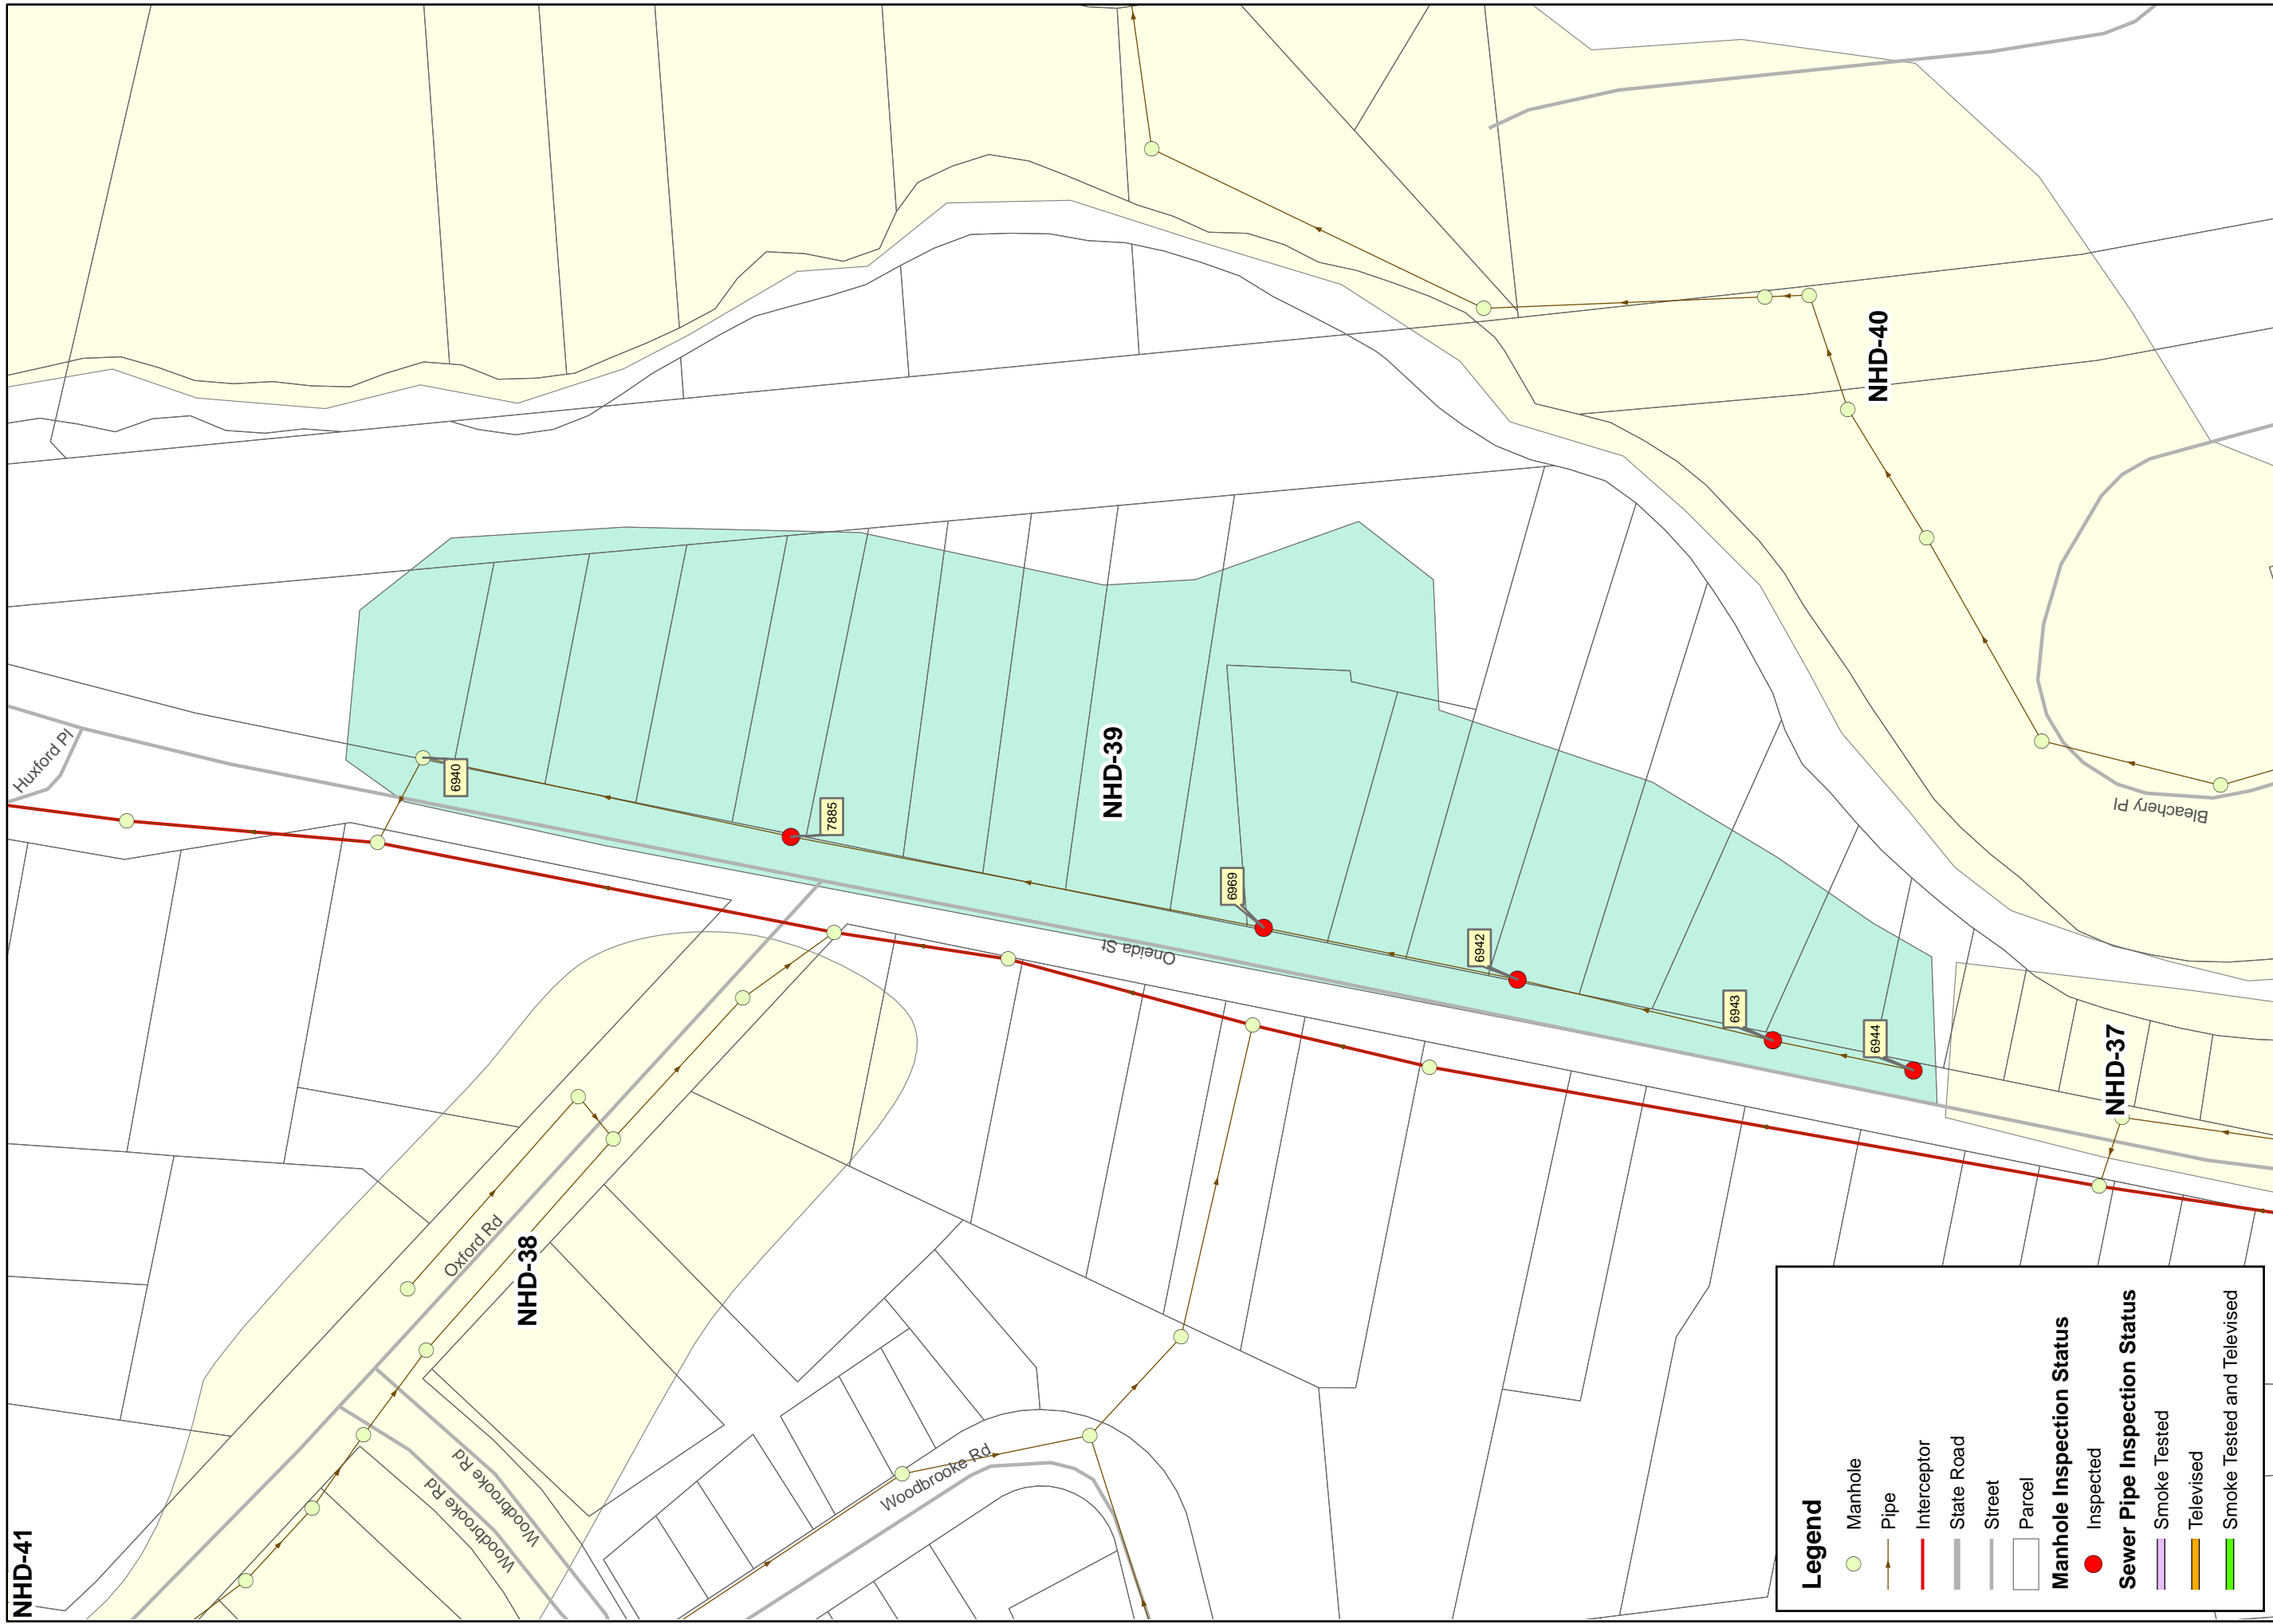 NHD-41
Huxford Pl
6940
7885
NHD-39
6969
6942
6943
6944
NHD-40
Bleachery Pl
NHD-37
Oneida St
Oxford Rd
NHD-38
Woodbrooke Rd
Woodbrooke Rd
Woodbrooke Rd
Legend
Manhole
Pipe
Interceptor
State Road
Street
Parcel
Manhole Inspection Status
Inspected
Sewer Pipe Inspection Status
Smoke Tested
Televised
Smoke Tested and Televised